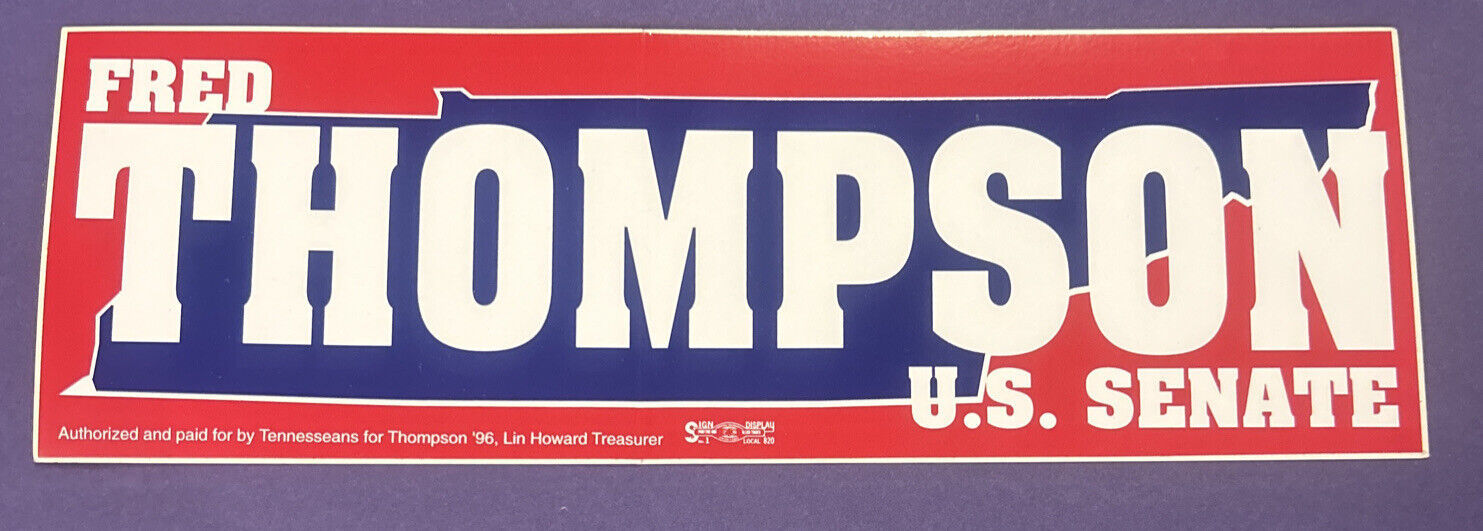 FRED
THOMPSON
U.S. SENATE
Authorized and paid for by Tennesseans for Thompson '96, Lin Howard Treasurer
SIGN DISPLAY
LOCAL 820